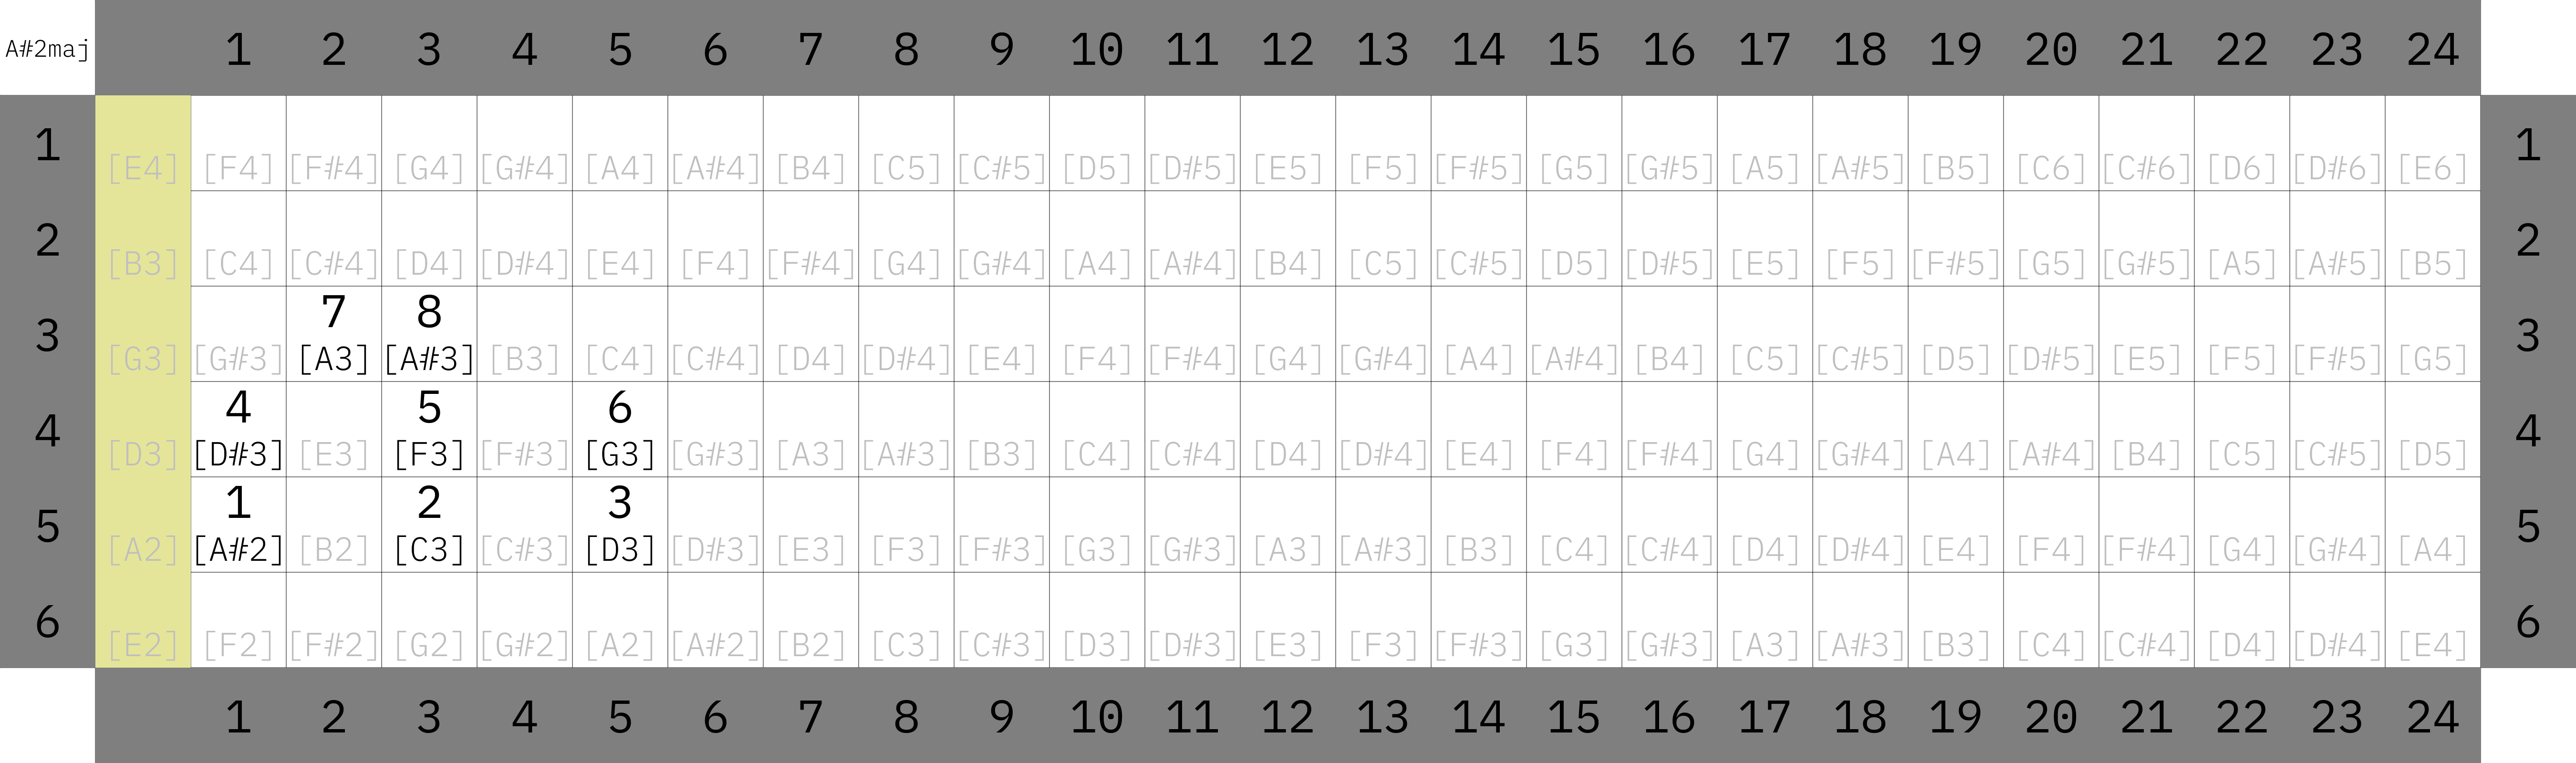 A#2maj 1 2 3 4 5 6 7 8 9 10 11 12 13 14 15 16 17 18 19 20 21 22 23 24
1 [E4] [F4] [F#4] [G4] [G#4] [A4] [A#4] [B4] [C5] [C#5] [D5] [D#5] [E5] [F5] [F#5] [G5] [G#5] [A5] [A#5] [B5] [C6] [C#6] [D6] [D#6] [E6] 1
2 [B3] [C4] [C#4] [D4] [D#4] [E4] [F4] [F#4] [G4] [G#4] [A4] [A#4] [B4] [C5] [C#5] [D5] [D#5] [E5] [F5] [F#5] [G5] [G#5] [A5] [A#5] [B5] 2
7 8
3 [G3] [G#3] [A3] [A#3] [B3] [C4] [C#4] [D4] [D#4] [E4] [F4] [F#4] [G4] [G#4] [A4] [A#4] [B4] [C5] [C#5] [D5] [D#5] [E5] [F5] [F#5] [G5] 3
4 5 6
4 [D3] [D#3] [E3] [F3] [F#3] [G3] [G#3] [A3] [A#3] [B3] [C4] [C#4] [D4] [D#4] [E4] [F4] [F#4] [G4] [G#4] [A4] [A#4] [B4] [C5] [C#5] [D5] 4
1 2 3
5 [A2] [A#2] [B2] [C3] [C#3] [D3] [D#3] [E3] [F3] [F#3] [G3] [G#3] [A3] [A#3] [B3] [C4] [C#4] [D4] [D#4] [E4] [F4] [F#4] [G4] [G#4] [A4] 5
6 [E2] [F2] [F#2] [G2] [G#2] [A2] [A#2] [B2] [C3] [C#3] [D3] [D#3] [E3] [F3] [F#3] [G3] [G#3] [A3] [A#3] [B3] [C4] [C#4] [D4] [D#4] [E4] 6
1 2 3 4 5 6 7 8 9 10 11 12 13 14 15 16 17 18 19 20 21 22 23 24